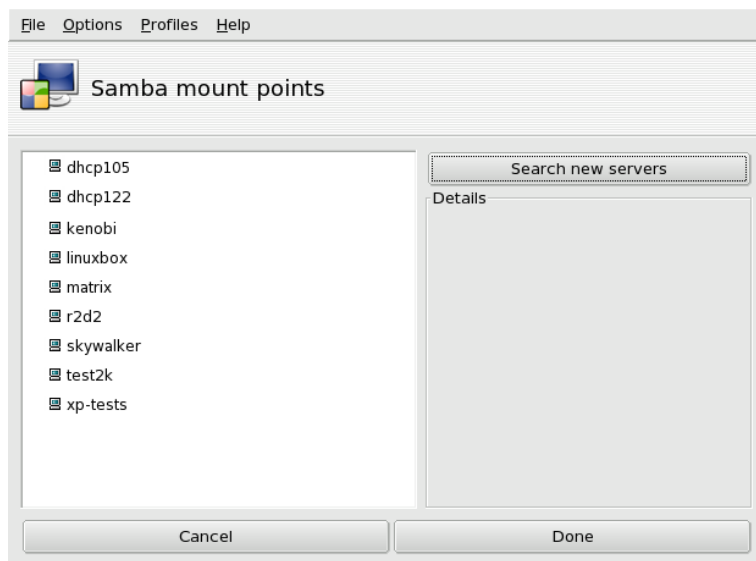 File Options Profiles Help
Samba mount points
dhcp105
dhcp122
kenobi
linuxbox
matrix
r2d2
skywalker
test2k
xp-tests
Search new servers
Details
Cancel Done